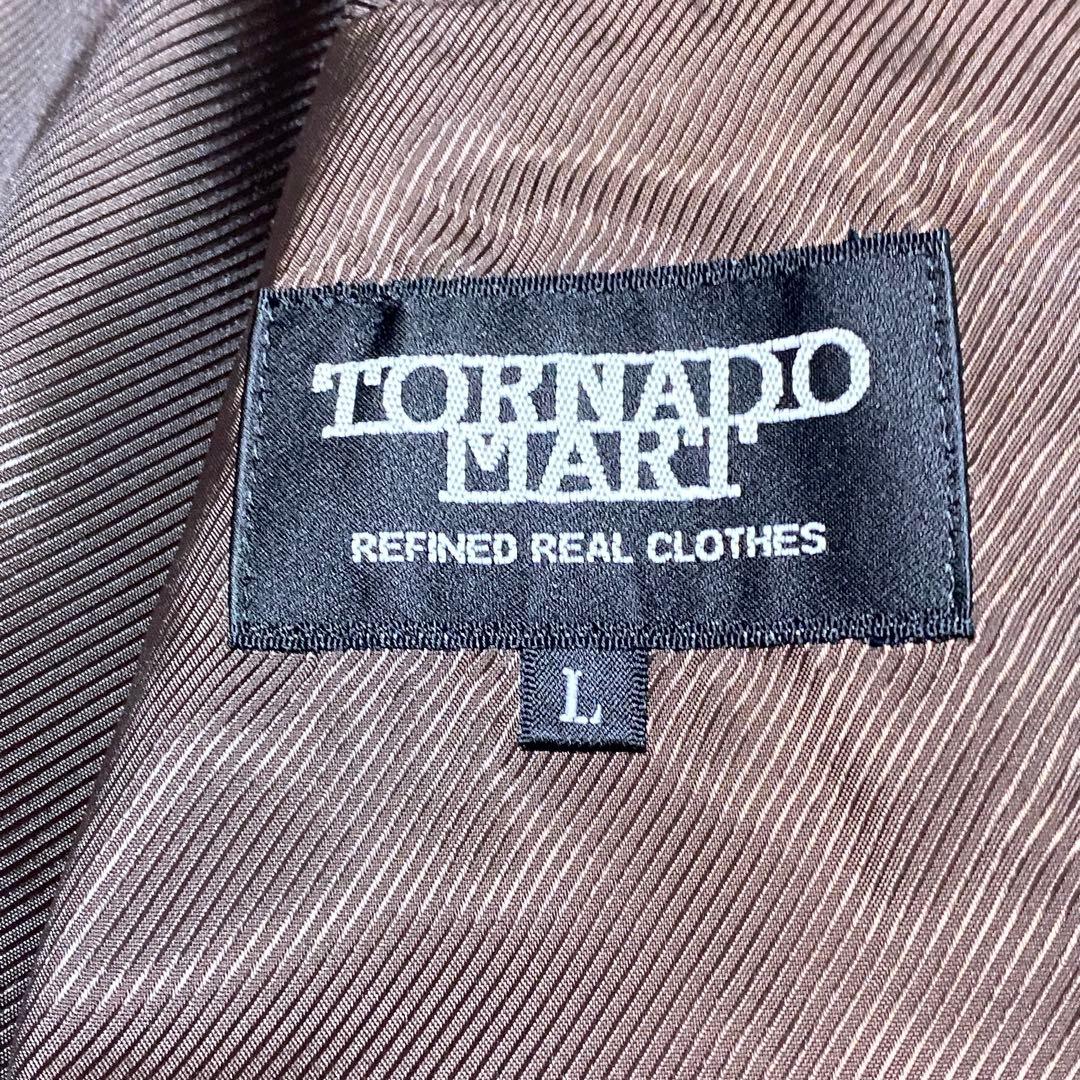 TORNADO
MART
REFINED REAL CLOTHES
L